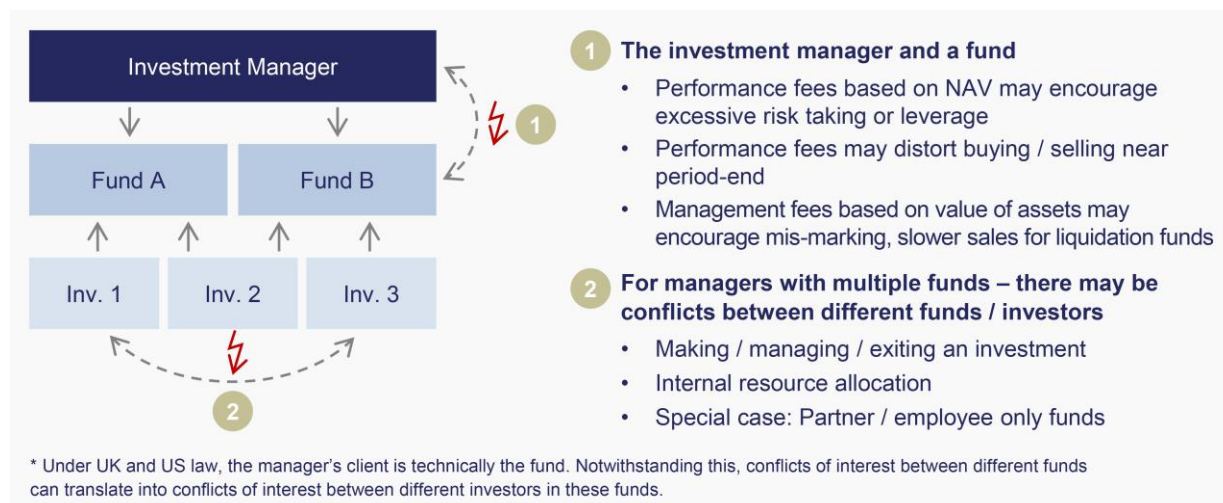 Investment Manager
Fund A
Fund B
Inv. 1
Inv. 2
Inv. 3
1
2
1 The investment manager and a fund
• Performance fees based on NAV may encourage
excessive risk taking or leverage
• Performance fees may distort buying / selling near
period-end
• Management fees based on value of assets may
encourage mis-marking, slower sales for liquidation funds
2 For managers with multiple funds – there may be
conflicts between different funds / investors
• Making / managing / exiting an investment
• Internal resource allocation
• Special case: Partner / employee only funds
* Under UK and US law, the manager's client is technically the fund. Notwithstanding this, conflicts of interest between different funds
can translate into conflicts of interest between different investors in these funds.